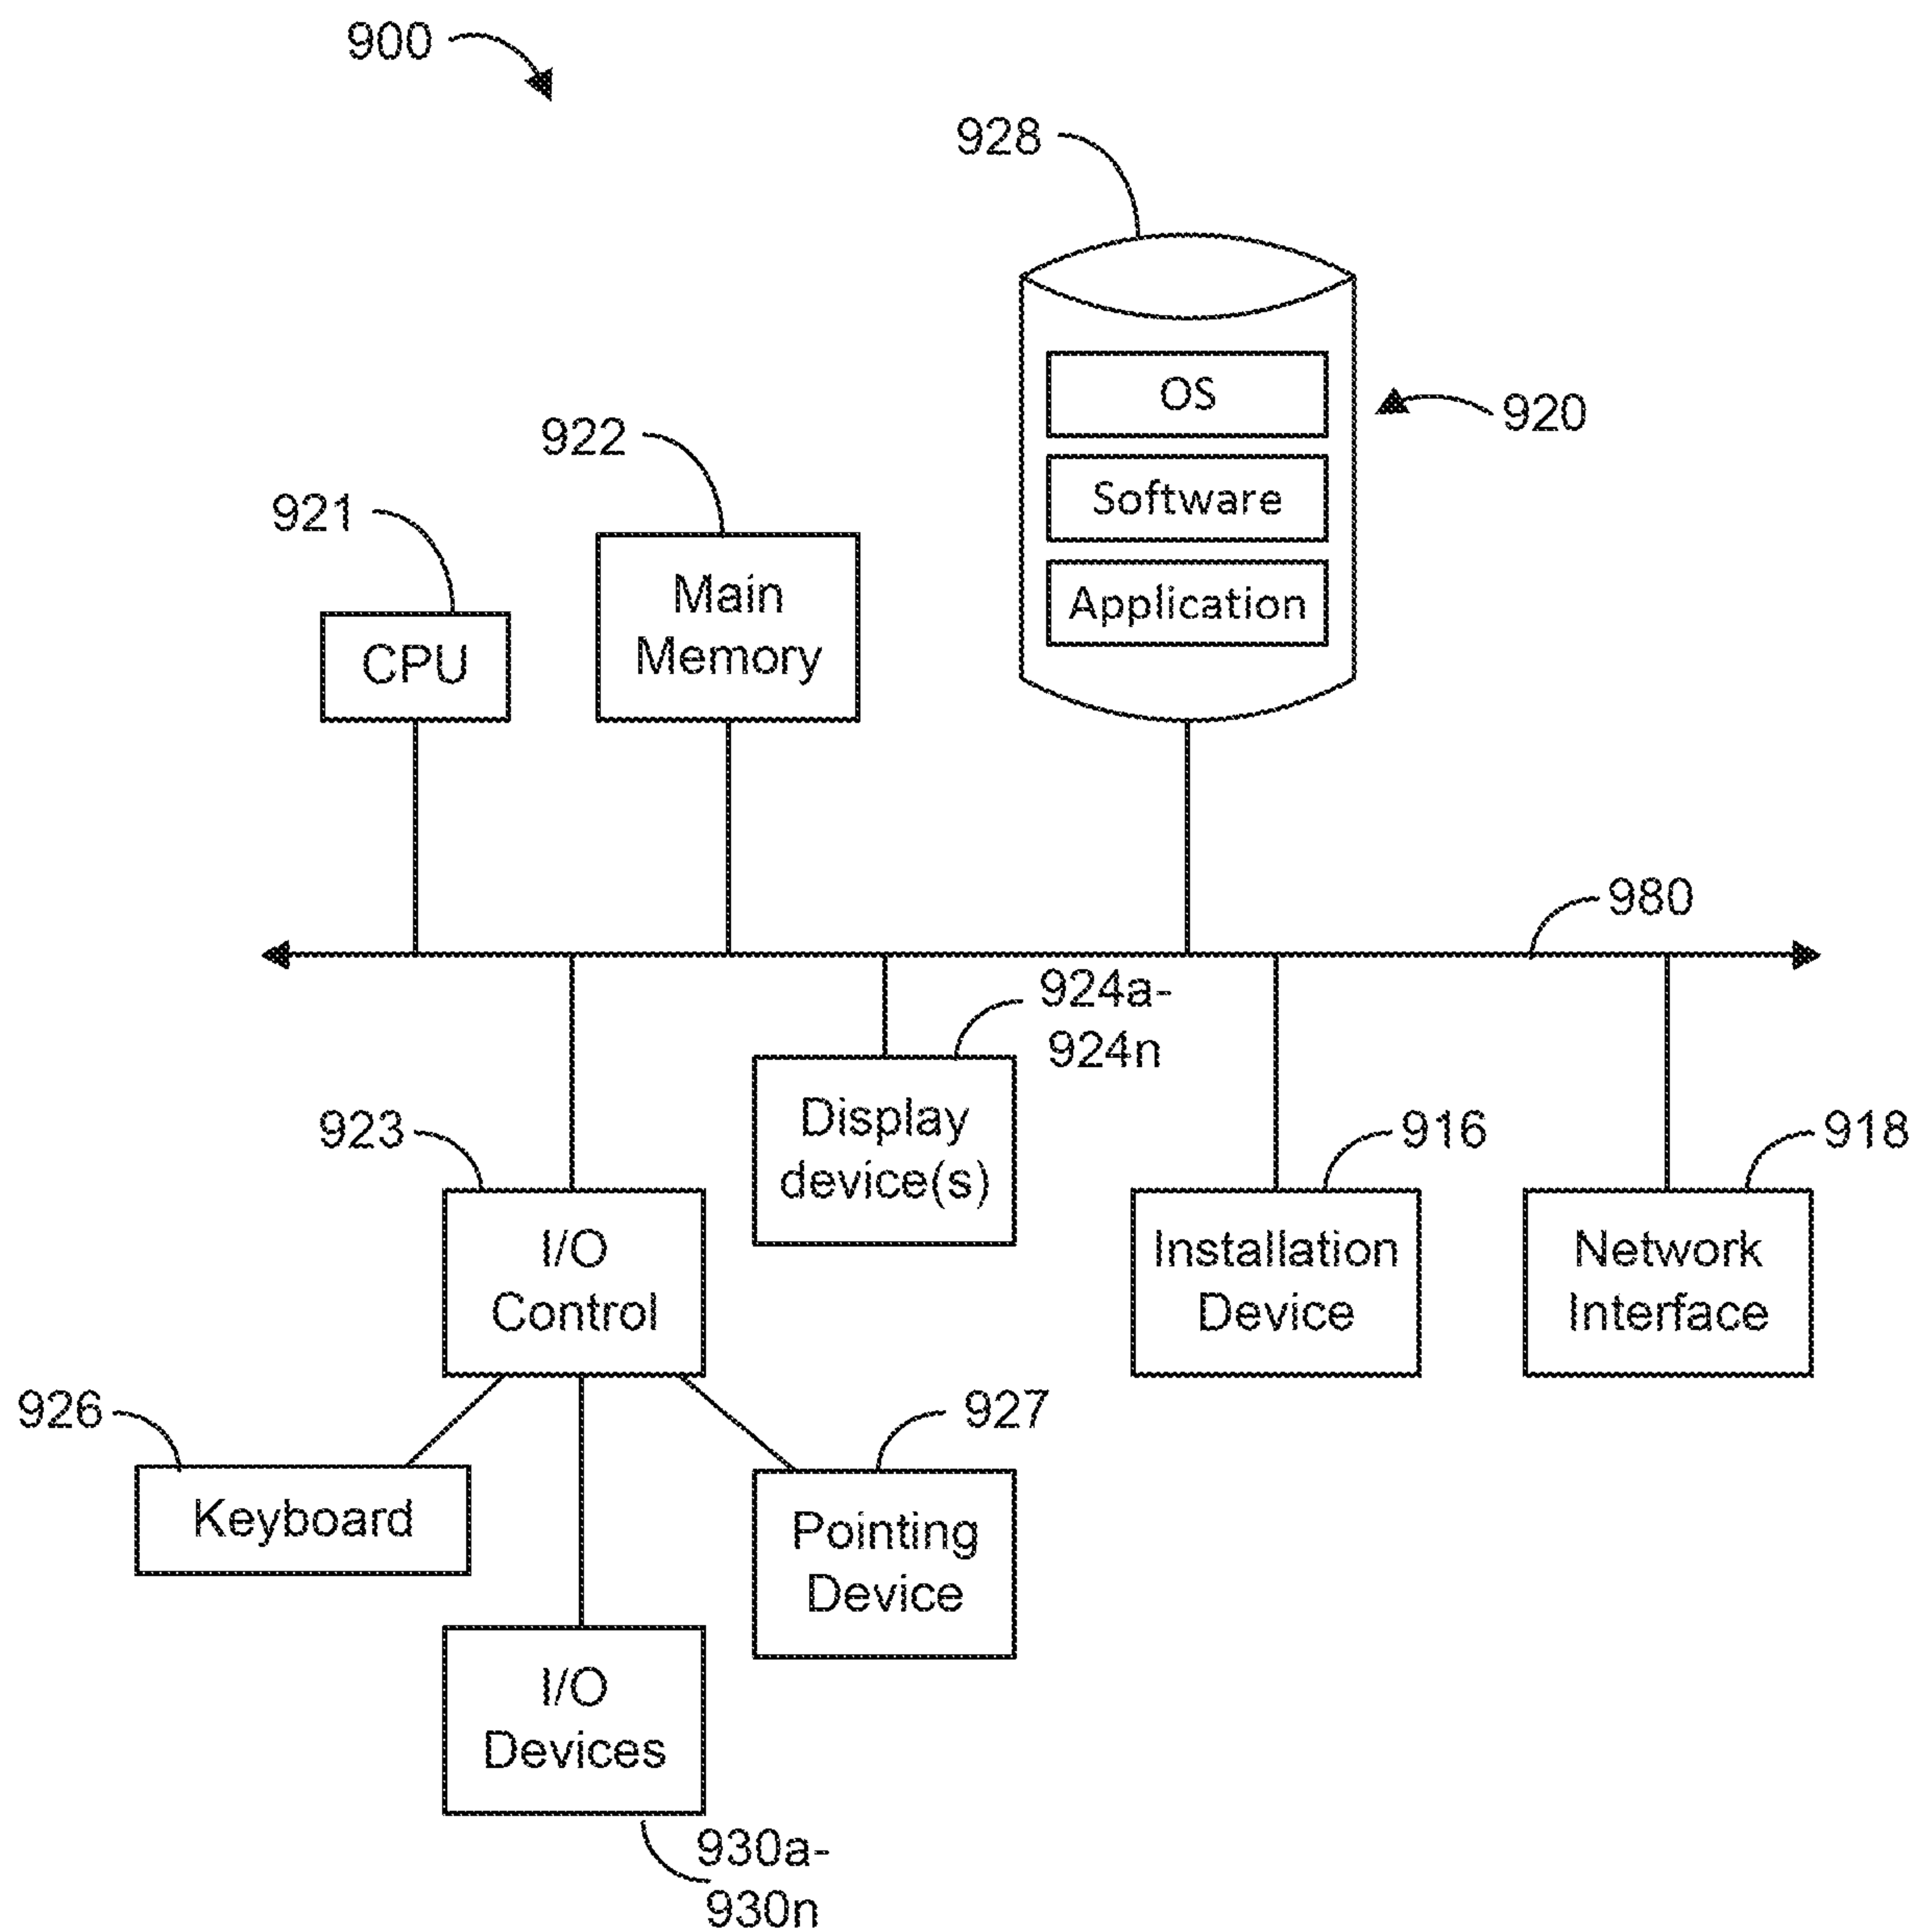 900
928
OS
920
922
Software
921
Main
Memory
Application
CPU
980
924a-
924n
Display
device(s)
923
916
918
I/O
Control
Installation
Device
Network
Interface
926
927
Keyboard
Pointing
Device
I/O
Devices
930a-
930n